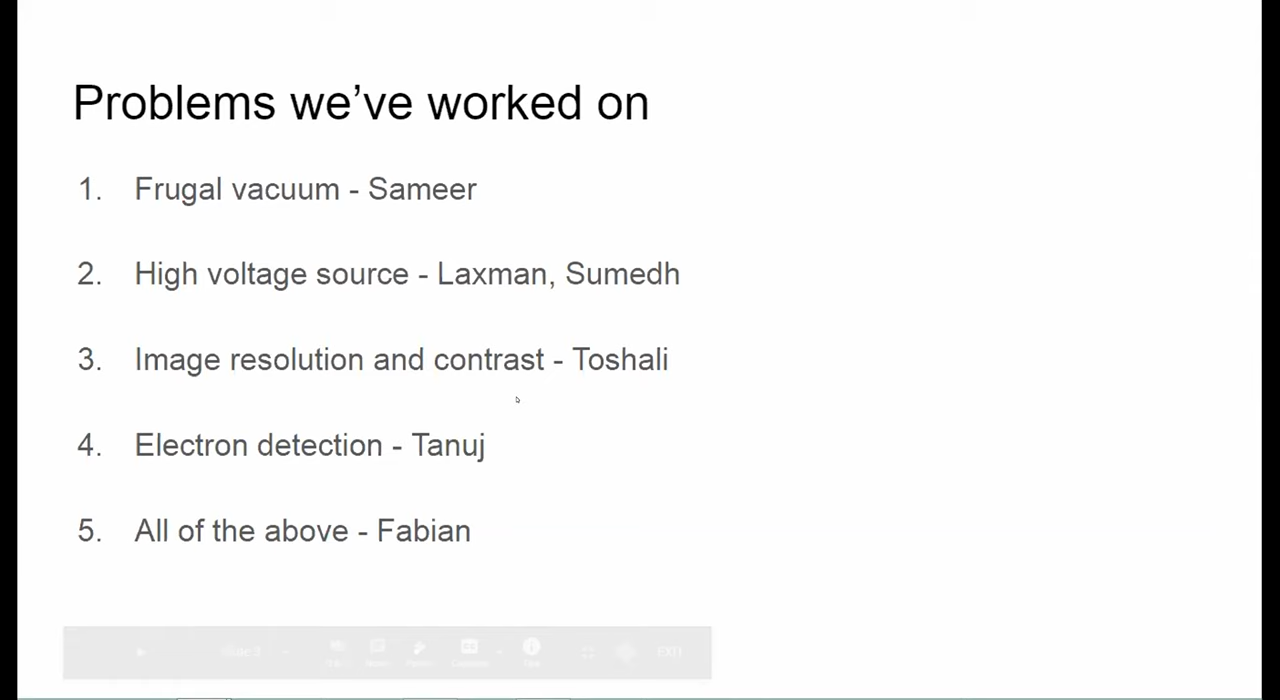 Problems we’ve worked on
1. Frugal vacuum - Sameer
2. High voltage source - Laxman, Sumedh
3. Image resolution and contrast - Toshali
4. Electron detection - Tanuj
5. All of the above - Fabian
EXIT